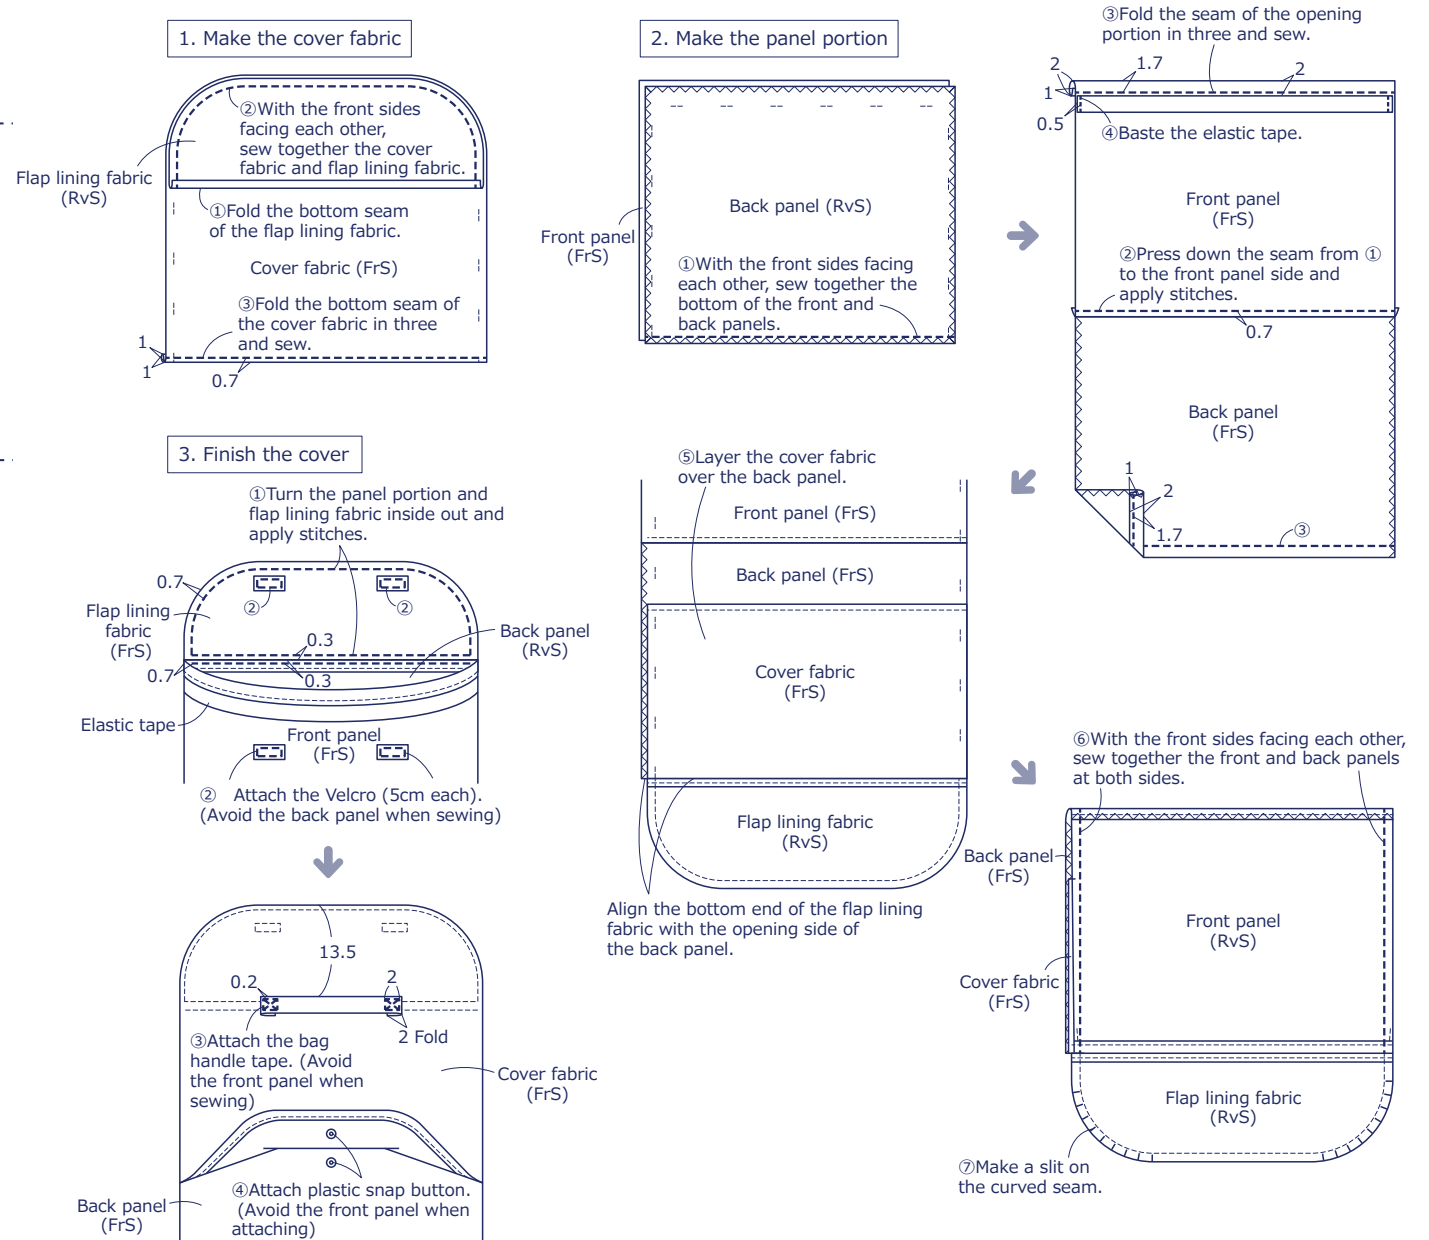 1. Make the cover fabric
②With the front sides
facing each other,
sew together the cover
fabric and flap lining fabric.
Flap lining fabric
(RvS)
①Fold the bottom seam
of the flap lining fabric.
Cover fabric (FrS)
③Fold the bottom seam of
the cover fabric in three
and sew.
1
1
0.7
2. Make the panel portion
Back panel (RvS)
Front panel
(FrS)
①With the front sides facing
each other, sew together the
bottom of the front and
back panels.
③Fold the seam of the opening
portion in three and sew.
2
1.7
2
1
0.5
④Baste the elastic tape.
Front panel
(FrS)
②Press down the seam from ①
to the front panel side and
apply stitches.
0.7
Back panel
(FrS)
1
2
1.7
③
⑤Layer the cover fabric
over the back panel.
Front panel (FrS)
Back panel (FrS)
Cover fabric
(FrS)
Flap lining fabric
(RvS)
Align the bottom end of the flap lining
fabric with the opening side of
the back panel.
⑥With the front sides facing each other,
sew together the front and back panels
at both sides.
Back panel
(FrS)
Front panel
(RvS)
Cover fabric
(FrS)
Flap lining fabric
(RvS)
⑦Make a slit on
the curved seam.
3. Finish the cover
①Turn the panel portion and
flap lining fabric inside out and
apply stitches.
0.7
②
②
Flap lining
fabric
(FrS)
0.3
Back panel
(RvS)
0.7
0.3
Elastic tape
Front panel
(FrS)
② Attach the Velcro (5cm each).
(Avoid the back panel when sewing)
13.5
0.2
2
2 Fold
③Attach the bag
handle tape. (Avoid
the front panel when
sewing)
Cover fabric
(FrS)
④Attach plastic snap button.
(Avoid the front panel when
attaching)
Back panel
(FrS)